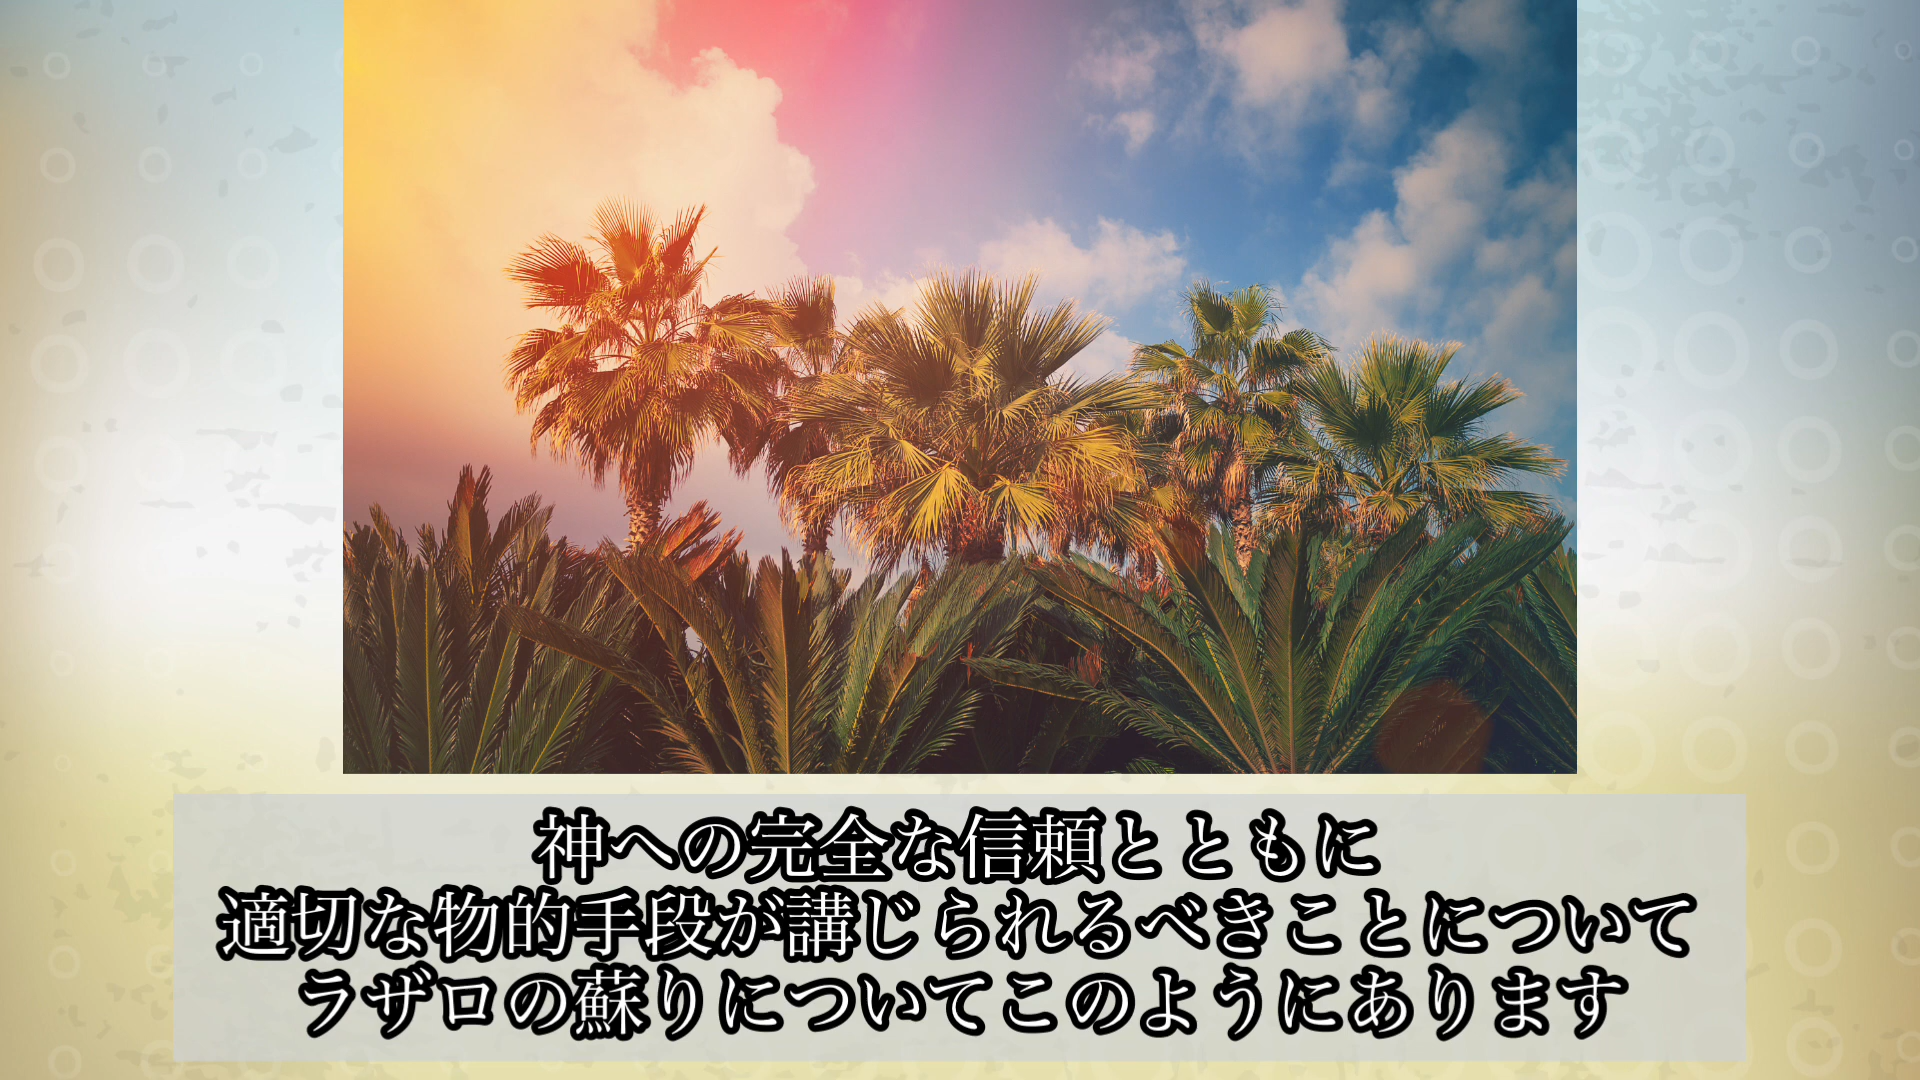 神への完全な信頼とともに
適切な物的手段が講じられるべきことについて
ラザロの蘇りについてこのようにあります